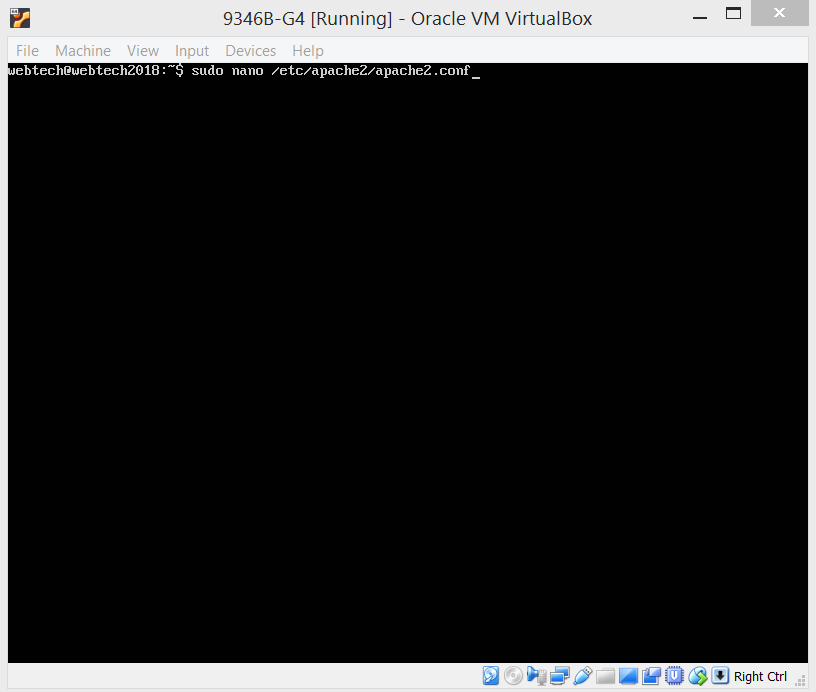 9346B-G4 [Running] - Oracle VM VirtualBox
File Machine View Input Devices Help
webtech@webtech2018:~$ sudo nano /etc/apache2/apache2.conf_
Right Ctrl